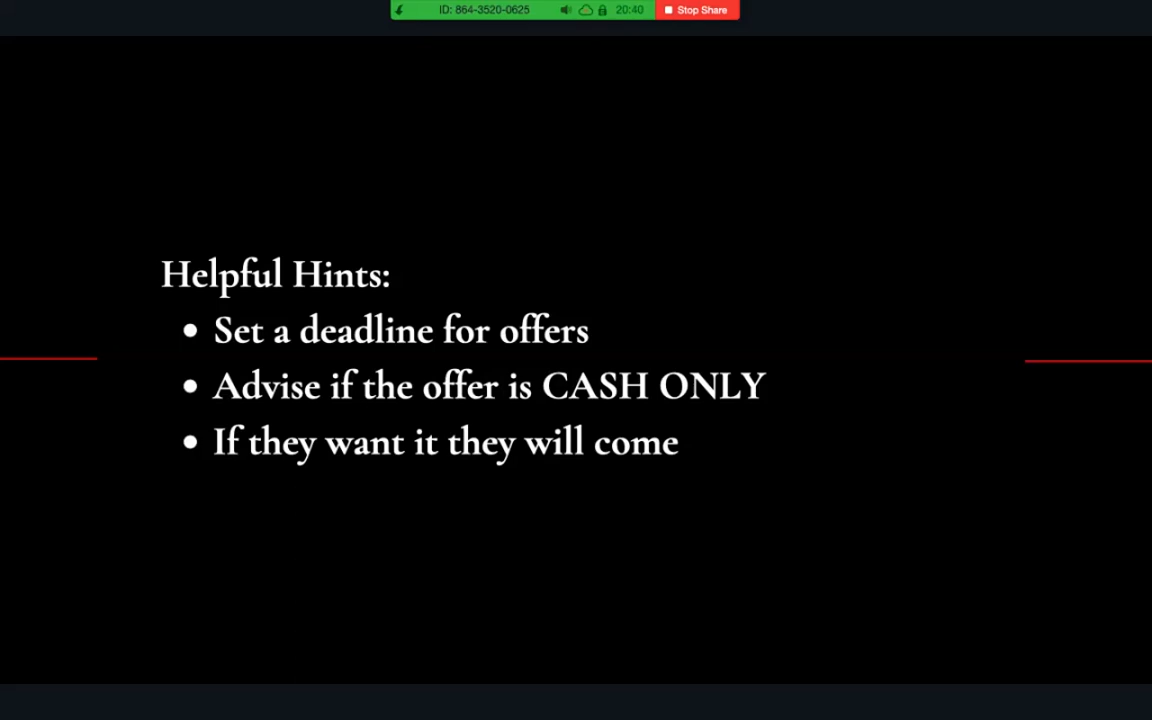 ID: 864-3520-0625 20:40 Stop Share
Helpful Hints:
• Set a deadline for offers
• Advise if the offer is CASH ONLY
• If they want it they will come